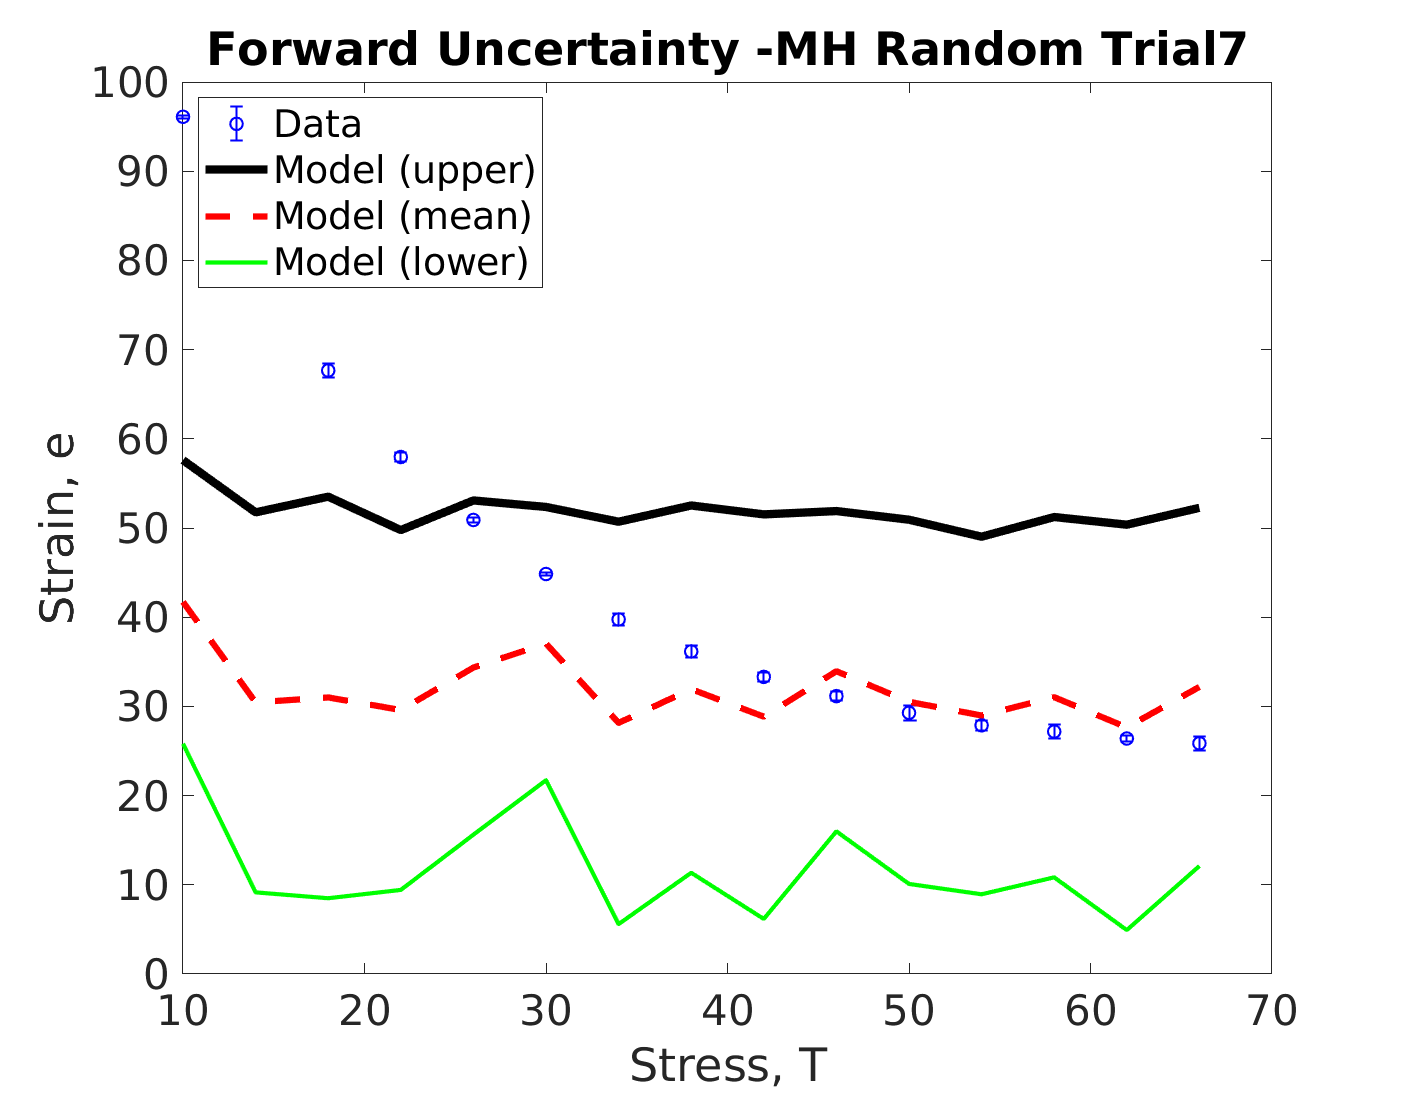 Forward Uncertainty -MH Random Trial7
100
90
80
70
60
50
40
30
20
10
0
Strain, e
Data
Model (upper)
Model (mean)
Model (lower)
10 20 30 40 50 60 70
Stress, T